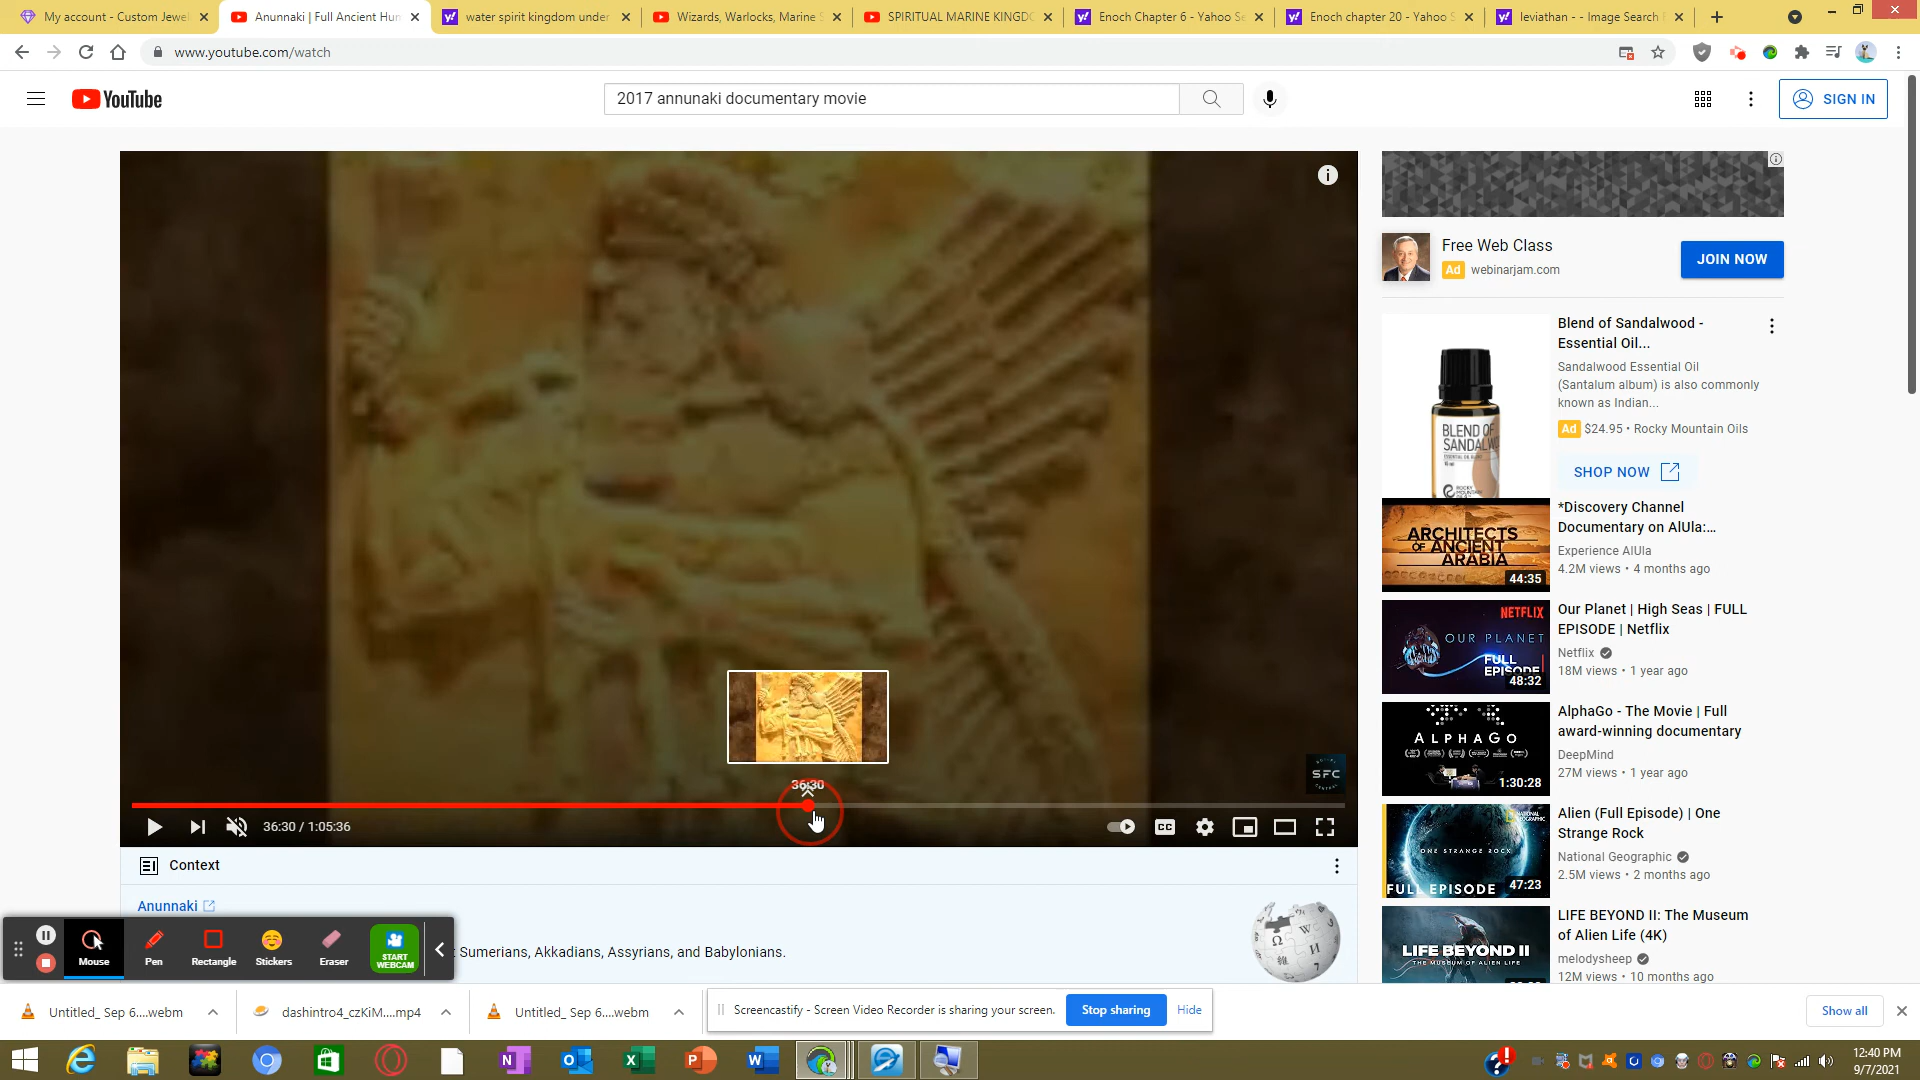 My account - Custom Jewel
Anunnaki | Full Ancient Hun
water spirit kingdom under
Wizards, Warlocks, Marine S
SPIRITUAL MARINE KINGDO
Enoch Chapter 6 - Yahoo Se
Enoch chapter 20 - Yahoo S
leviathan - - Image Search
www.youtube.com/watch
YouTube
2017 annunaki documentary movie
SIGN IN
Free Web Class
Ad webinarjam.com
JOIN NOW
Blend of Sandalwood -
Essential Oil...
Sandalwood Essential Oil
(Santalum album) is also commonly
known as Indian...
Ad $24.95 • Rocky Mountain Oils
SHOP NOW
BLEND OF
SANDALW
ROCKY
MOUNTAIN
OILS
ARCHITECTS
OF ANCIENT
ARABIA
44:35
*Discovery Channel
Documentary on AlUla:...
Experience AlUla
4.2M views • 4 months ago
NETFLIX
OUR PLANET
FULL
EPISODE
48:32
Our Planet | High Seas | FULL
EPISODE | Netflix
Netflix
18M views • 1 year ago
ALPHAGO
1:30:28
AlphaGo - The Movie | Full
award-winning documentary
DeepMind
27M views • 1 year ago
ONE STRANGE ROCK
FULL EPISODE
47:23
Alien (Full Episode) | One
Strange Rock
National Geographic
2.5M views • 2 months ago
LIFE BEYOND II
THE MUSEUM OF ALIEN LIFE
LIFE BEYOND II: The Museum
of Alien Life (4K)
melodysheep
12M views • 10 months ago
SFC
36:30
36:30 / 1:05:36
CC
Context
Anunnaki
Sumerians, Akkadians, Assyrians, and Babylonians.
Mouse
Pen
Rectangle
Stickers
Eraser
START
WEBCAM
Untitled_ Sep 6....webm
dashintro4_czKiM....mp4
Untitled_ Sep 6....webm
Screencastify - Screen Video Recorder is sharing your screen.
Stop sharing
Hide
Show all
12:40 PM
9/7/2021